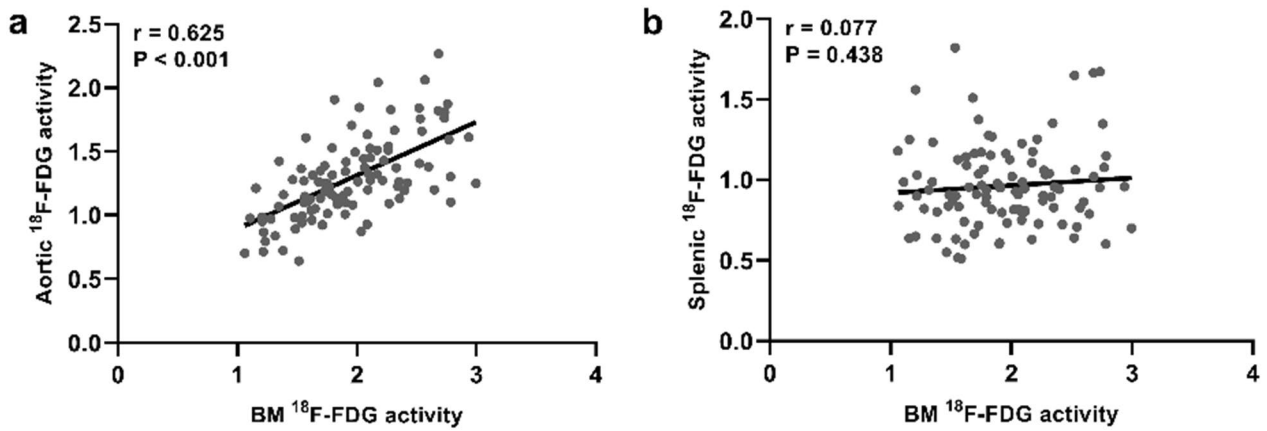 a
r = 0.625
P < 0.001
Aortic ¹⁸F-FDG activity
2.5
2.0
1.5
1.0
0.5
0.0
0 1 2 3 4
BM ¹⁸F-FDG activity
b
r = 0.077
P = 0.438
Splenic ¹⁸F-FDG activity
2.0
1.5
1.0
0.5
0.0
0 1 2 3 4
BM ¹⁸F-FDG activity